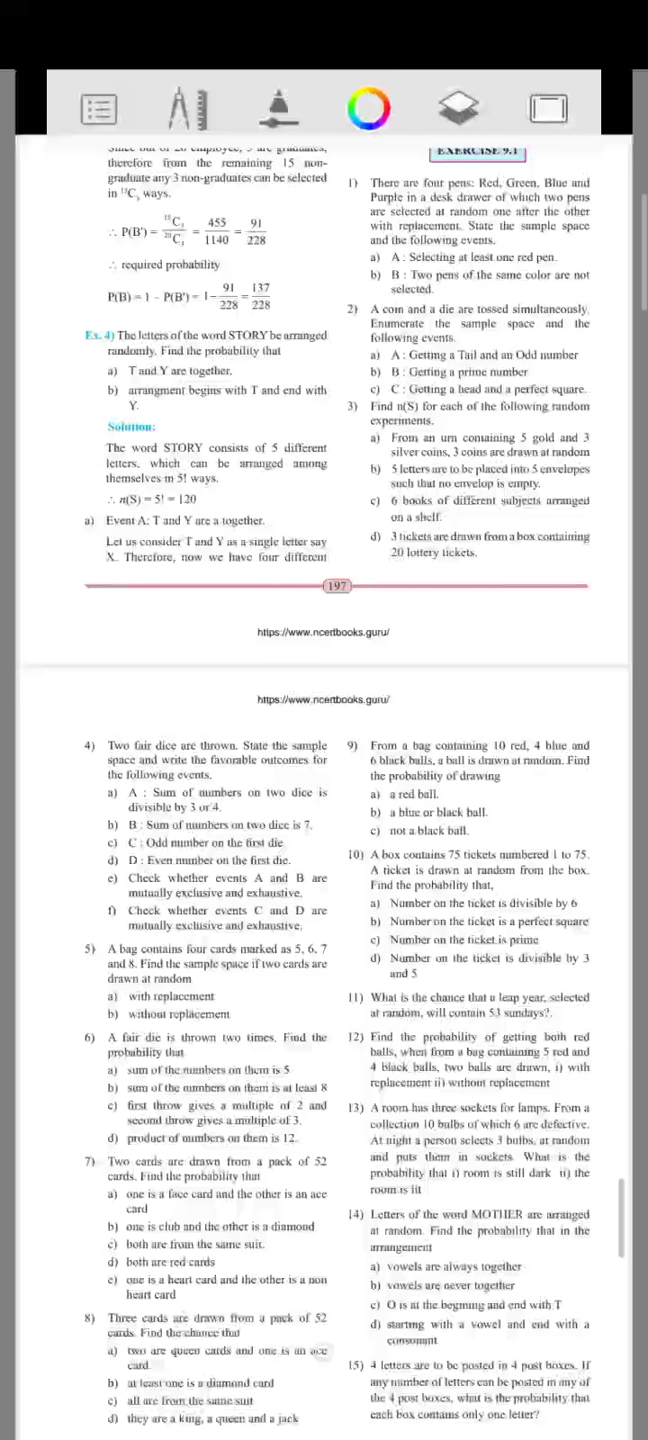 therefore from the remaining 15 non-
graduate any 3 non-graduates can be selected
in ¹⁵C₃ ways.
∴ P(B') = ¹⁵C₃ / ²⁰C₃ = 455 / 1140 = 91 / 228
∴ required probability
P(B) = 1 – P(B') = 1– 91 / 228 = 137 / 228
Ex. 4) The letters of the word STORY be arranged
randomly. Find the probability that
a) T and Y are together.
b) arrangment begins with T and end with
Y.
Solution:
The word STORY consists of 5 different
letters, which can be arranged among
themselves in 5! ways.
∴ n(S) = 5! = 120
a) Event A: T and Y are a together.
Let us consider T and Y as a single letter say
X. Therefore, now we have four different
EXERCISE 9.1
1) There are four pens: Red, Green, Blue and
Purple in a desk drawer of which two pens
are selected at random one after the other
with replacement. State the sample space
and the following events.
a) A : Selecting at least one red pen.
b) B : Two pens of the same color are not
selected.
2) A coin and a die are tossed simultaneously.
Enumerate the sample space and the
following events.
a) A : Getting a Tail and an Odd number
b) B : Getting a prime number
c) C : Getting a head and a perfect square.
3) Find n(S) for each of the following random
experiments.
a) From an urn containing 5 gold and 3
silver coins, 3 coins are drawn at random
b) 5 letters are to be placed into 5 envelopes
such that no envelop is empty.
c) 6 books of different subjects arranged
on a shelf.
d) 3 tickets are drawn from a box containing
20 lottery tickets.
197
https://www.ncertbooks.guru/
https://www.ncertbooks.guru/
4) Two fair dice are thrown. State the sample
space and write the favorable outcomes for
the following events.
a) A : Sum of numbers on two dice is
divisible by 3 or 4.
b) B : Sum of numbers on two dice is 7.
c) C : Odd number on the first die
d) D : Even number on the first die.
e) Check whether events A and B are
mutually exclusive and exhaustive.
f) Check whether events C and D are
mutually exclusive and exhaustive.
5) A bag contains four cards marked as 5, 6, 7
and 8. Find the sample space if two cards are
drawn at random
a) with replacement
b) without replacement
6) A fair die is thrown two times. Find the
probability that
a) sum of the numbers on them is 5
b) sum of the numbers on them is at least 8
c) first throw gives a multiple of 2 and
second throw gives a multiple of 3.
d) product of numbers on them is 12.
7) Two cards are drawn from a pack of 52
cards. Find the probability that
a) one is a face card and the other is an ace
card
b) one is club and the other is a diamond
c) both are from the same suit.
d) both are red cards
e) one is a heart card and the other is a non
heart card
8) Three cards are drawn from a pack of 52
cards. Find the chance that
a) two are queen cards and one is an ace
card
b) at least one is a diamond card
c) all are from the same suit
d) they are a king, a queen and a jack
9) From a bag containing 10 red, 4 blue and
6 black balls, a ball is drawn at random. Find
the probability of drawing
a) a red ball.
b) a blue or black ball.
c) not a black ball.
10) A box contains 75 tickets numbered 1 to 75.
A ticket is drawn at random from the box.
Find the probability that,
a) Number on the ticket is divisible by 6
b) Number on the ticket is a perfect square
c) Number on the ticket is prime
d) Number on the ticket is divisible by 3
and 5
11) What is the chance that a leap year, selected
at random, will contain 53 sundays?.
12) Find the probability of getting both red
balls, when from a bag containing 5 red and
4 black balls, two balls are drawn, i) with
replacement ii) without replacement
13) A room has three sockets for lamps. From a
collection 10 bulbs of which 6 are defective.
At night a person selects 3 bulbs, at random
and puts them in sockets. What is the
probability that i) room is still dark ii) the
room is lit
14) Letters of the word MOTHER are arranged
at random. Find the probability that in the
arrangement
a) vowels are always together
b) vowels are never together
c) O is at the begining and end with T
d) starting with a vowel and end with a
consonant
15) 4 letters are to be posted in 4 post boxes. If
any number of letters can be posted in any of
the 4 post boxes, what is the probability that
each box contains only one letter?